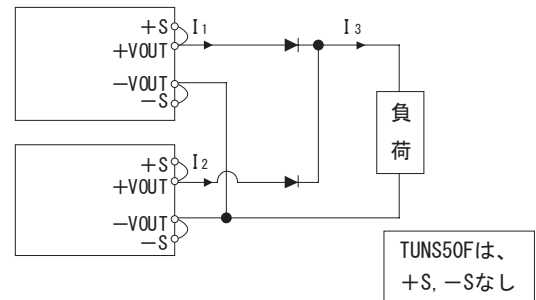 +S
I1
+VOUT
I3
−VOUT
−S
負荷
+S
I2
+VOUT
−VOUT
−S
TUNS50Fは、
+S, −Sなし